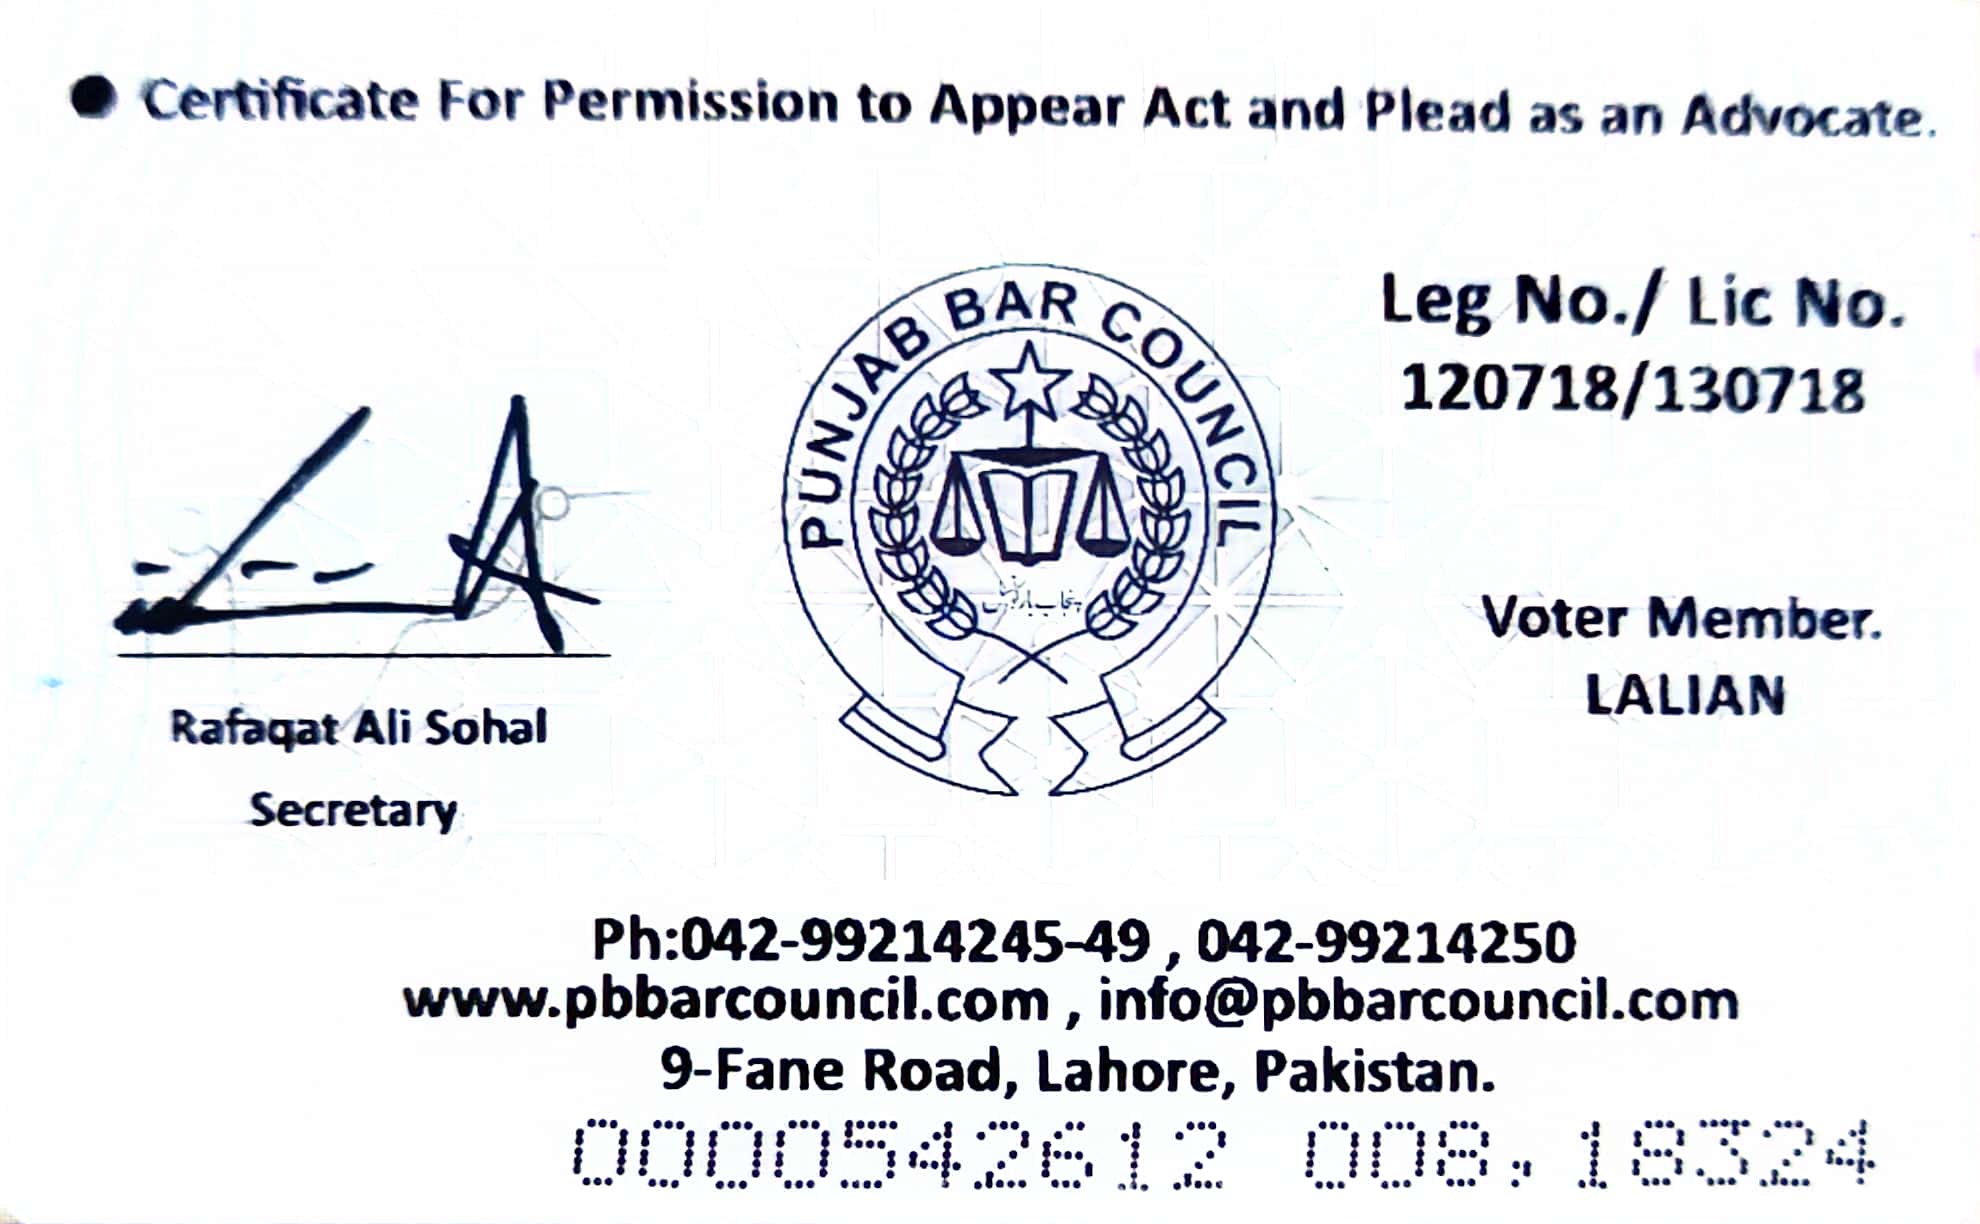 ● Certificate For Permission to Appear Act and Plead as an Advocate.
PUNJAB BAR COUNCIL
پنجاب بار کونسل
Leg No./ Lic No.
120718/130718
Voter Member.
LALIAN
Rafaqat Ali Sohal
Secretary
Ph:042-99214245-49 , 042-99214250
www.pbbarcouncil.com , info@pbbarcouncil.com
9-Fane Road, Lahore, Pakistan.
0000542612 008,18324